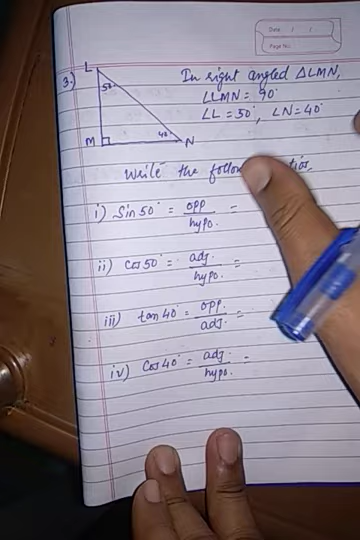 Date / /
Page No.
3.)
L
50°
M
40°
N
In right angled △LMN,
∠LMN = 90°
∠L = 50°, ∠N = 40°
Write the
i) Sin 50° = opp / hypo. =
ii) Cos 50° = adj. / hypo. =
iii) tan 40° = opp. / adj. =
iv) Cos 40° = adj. / hypo. =